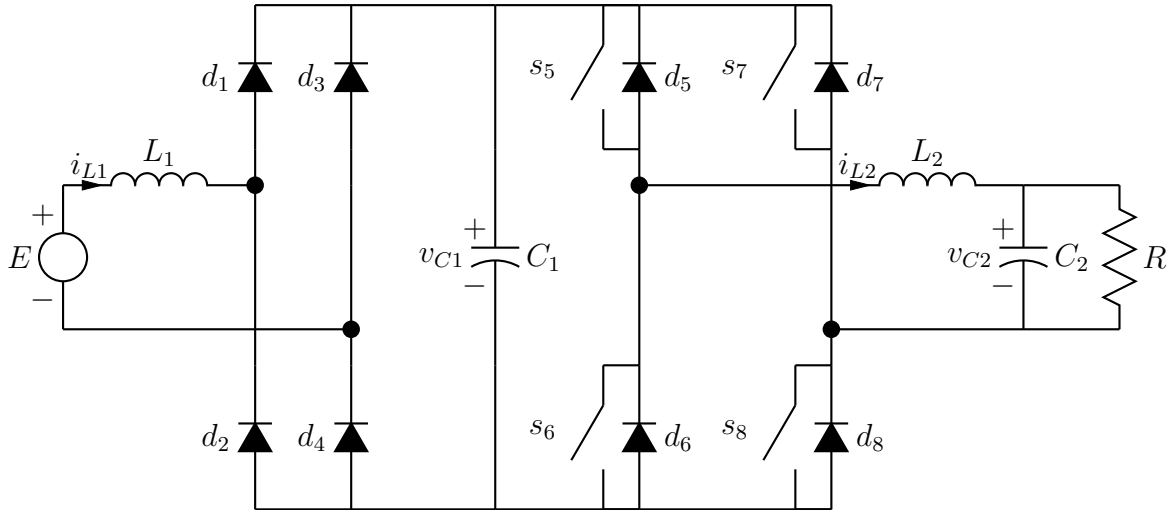 d1
d3
s5
d5
s7
d7
iL1
L1
iL2
L2
+
E
−
+
vC1
C1
−
+
vC2
C2
−
R
d2
d4
s6
d6
s8
d8